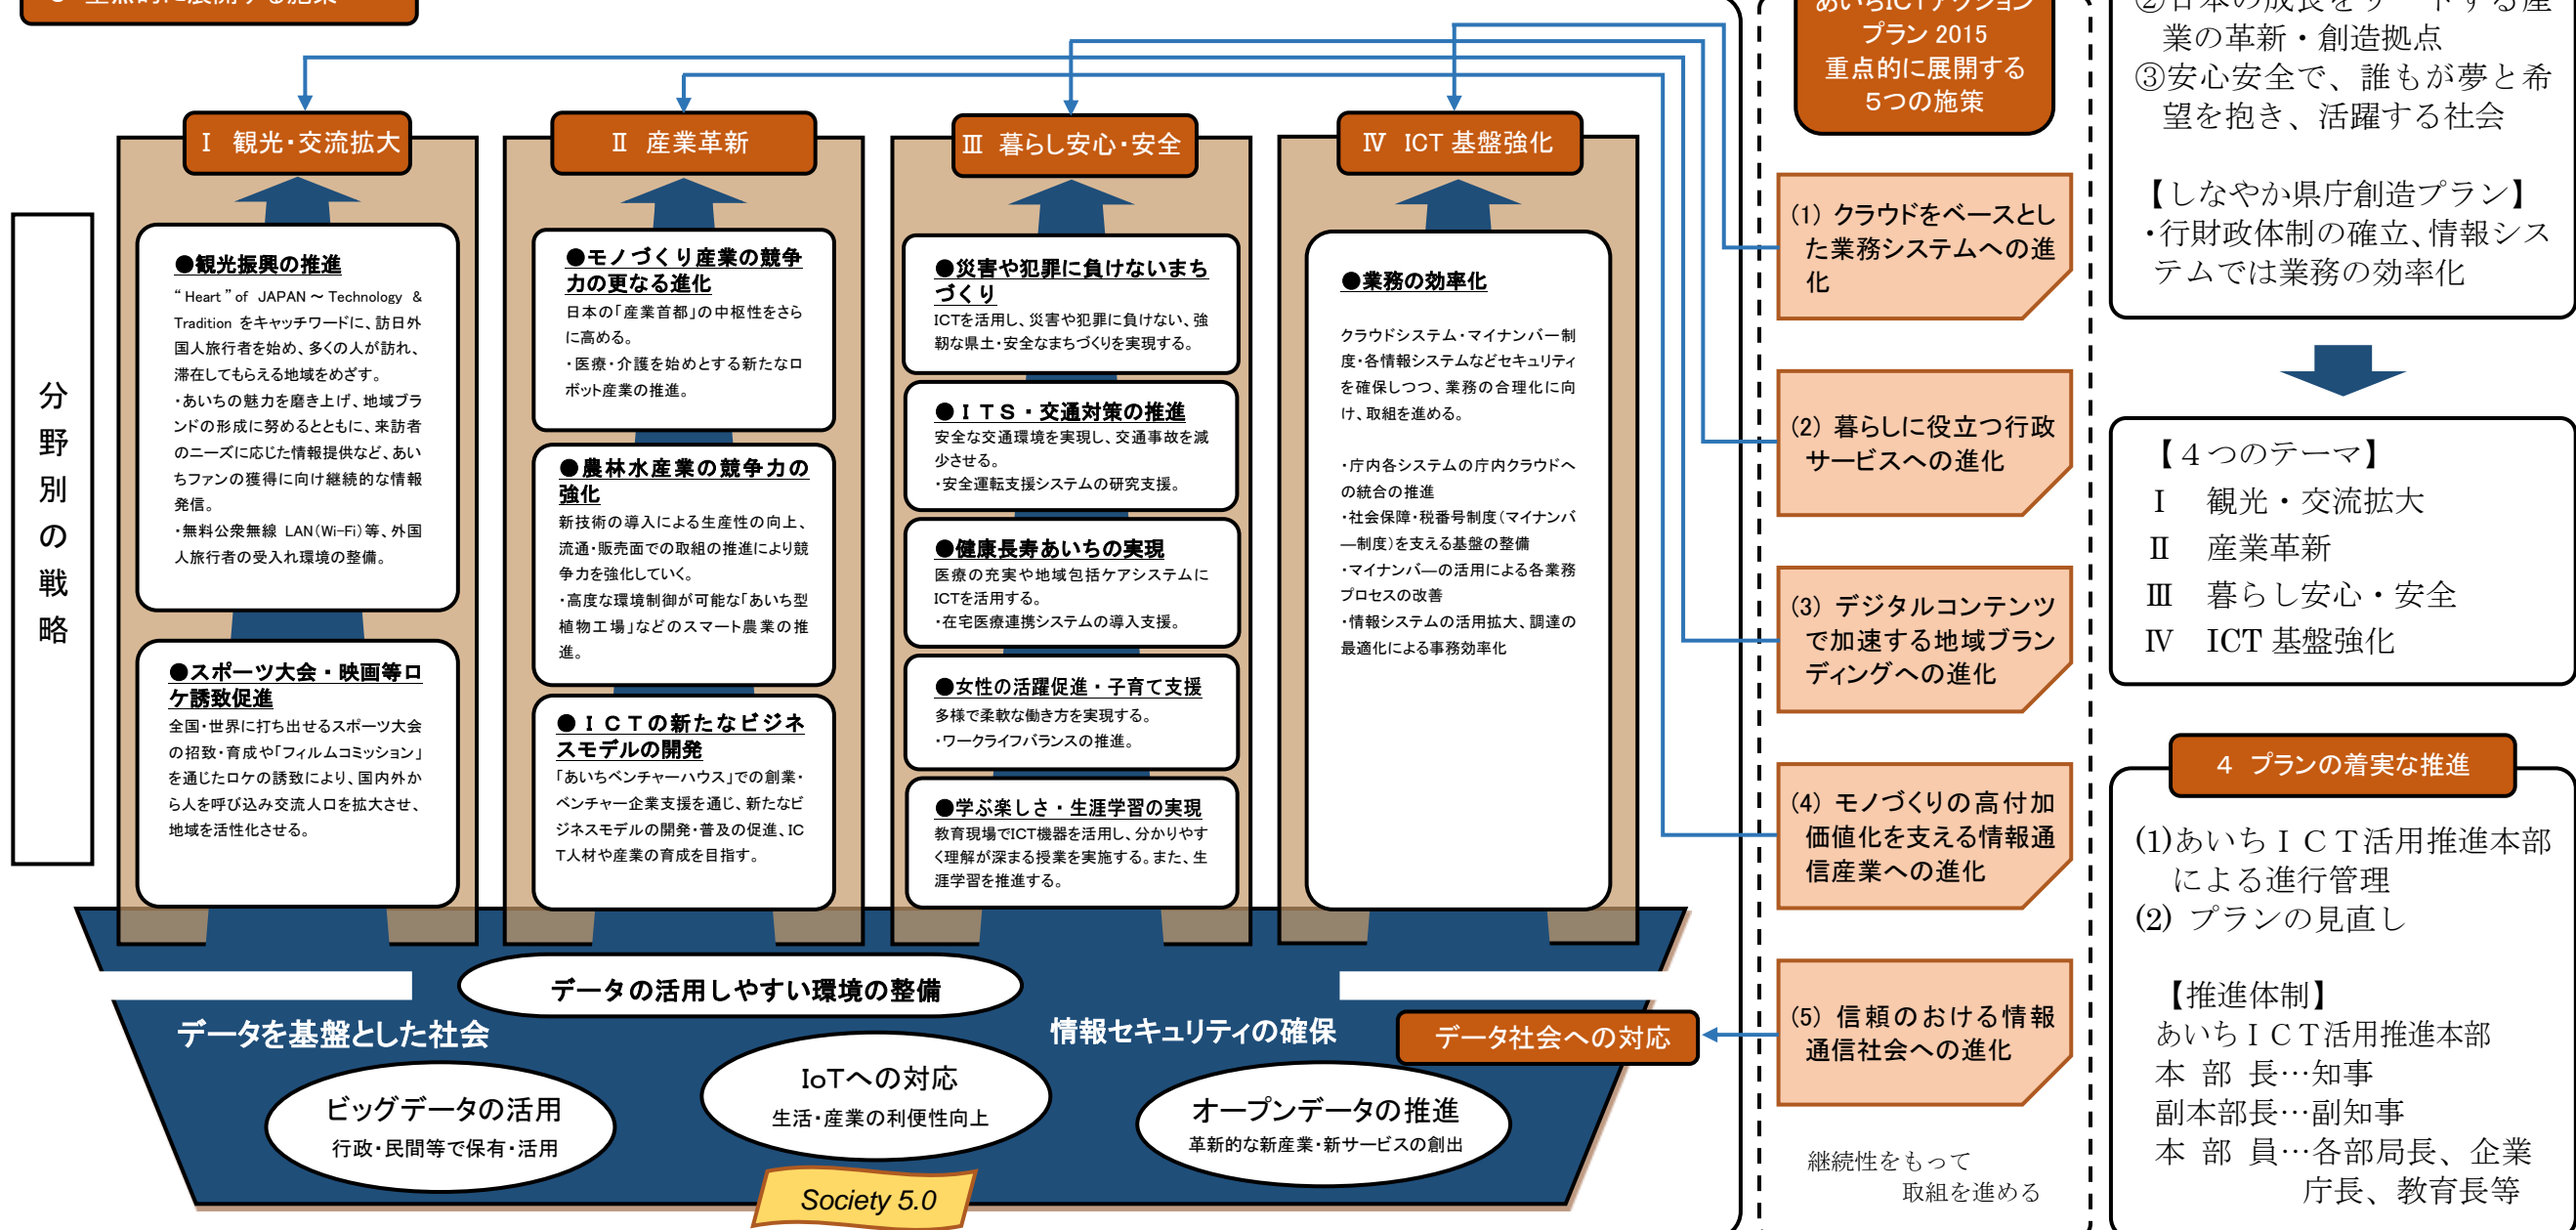 重点的に展開する施策
分野別の戦略
Ⅰ 観光・交流拡大
●観光振興の推進
“Heart”of JAPAN～Technology &
Tradition をキャッチワードに、訪日外
国人旅行者を始め、多くの人が訪れ、
滞在してもらえる地域をめざす。
・あいちの魅力を磨き上げ、地域ブラ
ンドの形成に努めるとともに、来訪者
のニーズに応じた情報提供など、あい
ちファンの獲得に向け継続的な情報
発信。
・無料公衆無線 LAN(Wi-Fi)等、外国
人旅行者の受入れ環境の整備。
●スポーツ大会・映画等ロ
ケ誘致促進
全国・世界に打ち出せるスポーツ大会
の招致・育成や「フィルムコミッション」
を通じたロケの誘致により、国内外か
ら人を呼び込み交流人口を拡大させ、
地域を活性化させる。
Ⅱ 産業革新
●モノづくり産業の競争
力の更なる進化
日本の「産業首都」の中枢性をさら
に高める。
・医療・介護を始めとする新たなロ
ボット産業の推進。
●農林水産業の競争力の
強化
新技術の導入による生産性の向上、
流通・販売面での取組の推進により競
争力を強化していく。
・高度な環境制御が可能な「あいち型
植物工場」などのスマート農業の推
進。
●ＩＣＴの新たなビジネ
スモデルの開発
「あいちベンチャーハウス」での創業・
ベンチャー企業支援を通じ、新たなビ
ジネスモデルの開発・普及の促進、IC
T人材や産業の育成を目指す。
Ⅲ 暮らし安心・安全
●災害や犯罪に負けないまち
づくり
ICTを活用し、災害や犯罪に負けない、強
靭な県土・安全なまちづくりを実現する。
●ＩＴＳ・交通対策の推進
安全な交通環境を実現し、交通事故を減
少させる。
・安全運転支援システムの研究支援。
●健康長寿あいちの実現
医療の充実や地域包括ケアシステムに
ICTを活用する。
・在宅医療連携システムの導入支援。
●女性の活躍促進・子育て支援
多様で柔軟な働き方を実現する。
・ワークライフバランスの推進。
●学ぶ楽しさ・生涯学習の実現
教育現場でICT機器を活用し、分かりやす
く理解が深まる授業を実施する。また、生
涯学習を推進する。
Ⅳ ICT 基盤強化
●業務の効率化
クラウドシステム・マイナンバー制
度・各情報システムなどセキュリティ
を確保しつつ、業務の合理化に向
け、取組を進める。
・庁内各システムの庁内クラウドへ
の統合の推進
・社会保障・税番号制度（マイナンバ
―制度）を支える基盤の整備
・マイナンバ―の活用による各業務
プロセスの改善
・情報システムの活用拡大、調達の
最適化による事務効率化
データの活用しやすい環境の整備
データを基盤とした社会
情報セキュリティの確保
データ社会への対応
ビッグデータの活用
行政・民間等で保有・活用
IoTへの対応
生活・産業の利便性向上
オープンデータの推進
革新的な新産業・新サービスの創出
Society 5.0
あいちICTアクション
プラン 2015
重点的に展開する
５つの施策
(1) クラウドをベースとし
た業務システムへの進
化
(2) 暮らしに役立つ行政
サービスへの進化
(3) デジタルコンテンツ
で加速する地域ブラン
ディングへの進化
(4) モノづくりの高付加
価値化を支える情報通
信産業への進化
(5) 信頼のおける情報
通信社会への進化
継続性をもって
取組を進める
②日本の成長をリードする産
業の革新・創造拠点
③安心安全で、誰もが夢と希
望を抱き、活躍する社会
【しなやか県庁創造プラン】
・行財政体制の確立、情報シス
テムでは業務の効率化
【４つのテーマ】
Ⅰ 観光・交流拡大
Ⅱ 産業革新
Ⅲ 暮らし安心・安全
Ⅳ ICT 基盤強化
４ プランの着実な推進
(1)あいちＩＣＴ活用推進本部
による進行管理
(2) プランの見直し
【推進体制】
あいちＩＣＴ活用推進本部
本 部 長…知事
副本部長…副知事
本 部 員…各部局長、企業
庁長、教育長等